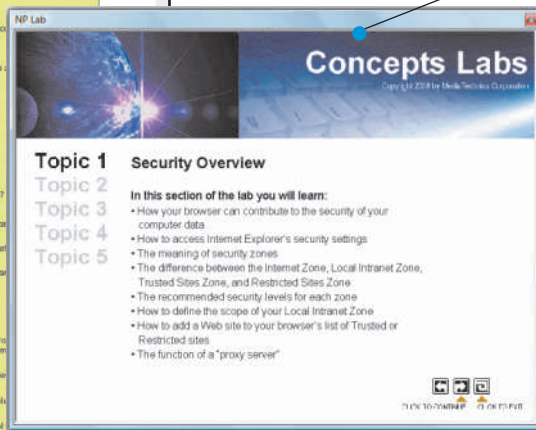 NP Lab
Concepts Labs
Copyright 2008 by MediaTechnics Corporation
Topic 1
Topic 2
Topic 3
Topic 4
Topic 5
Security Overview
In this section of the lab you will learn:
• How your browser can contribute to the security of your
computer data
• How to access Internet Explorer's security settings
• The meaning of security zones
• The difference between the Internet Zone, Local Intranet Zone,
Trusted Sites Zone, and Restricted Sites Zone
• The recommended security levels for each zone
• How to define the scope of your Local Intranet Zone
• How to add a Web site to your browser's list of Trusted or
Restricted sites
• The function of a "proxy server"
CLICK TO CONTINUE CLICK TO EXIT